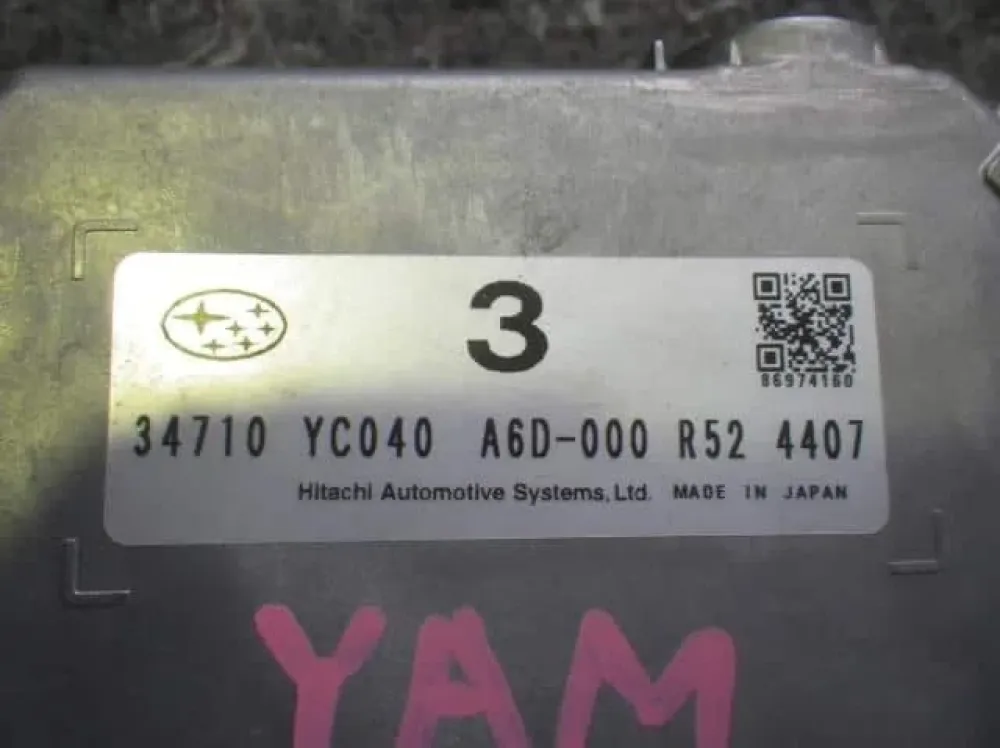 3
86974160
34710 YC040 A6D-000 R52 4407
Hitachi Automotive Systems, Ltd. MADE IN JAPAN
YAM